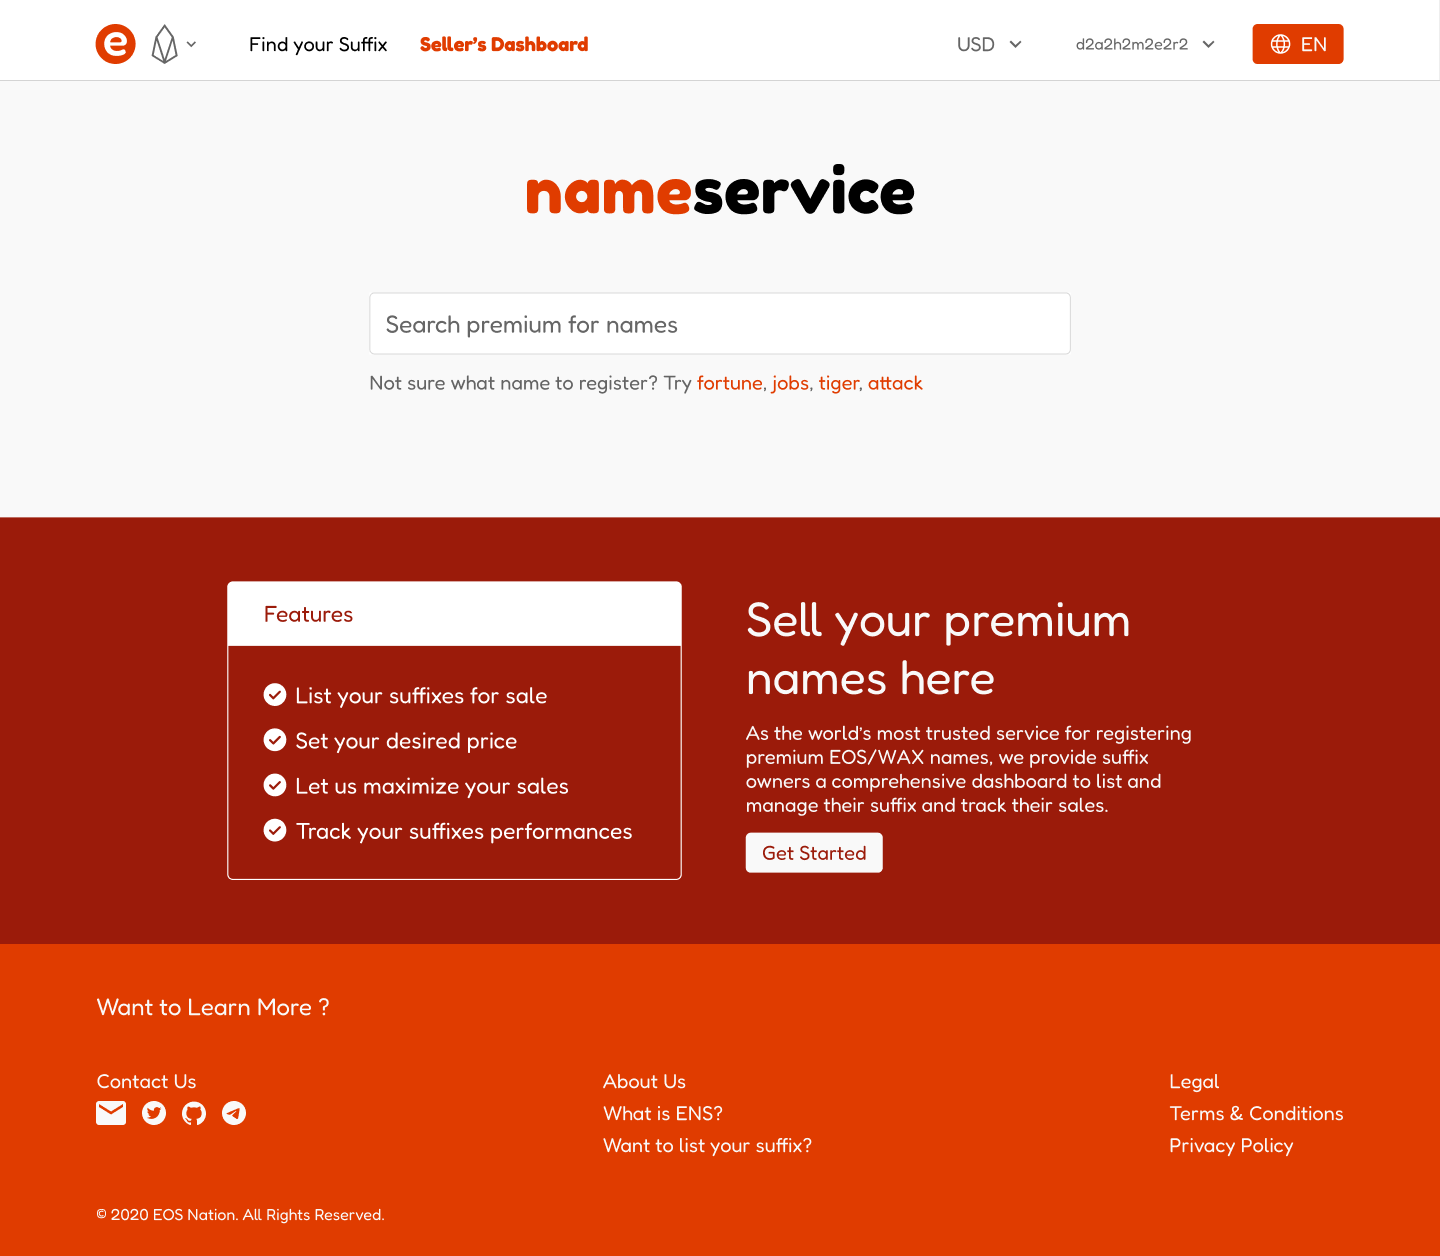 e
Find your Suffix
Seller's Dashboard
USD
d2a2h2m2e2r2
EN
nameservice
Search premium for names
Not sure what name to register? Try fortune, jobs, tiger, attack
Features
List your suffixes for sale
Set your desired price
Let us maximize your sales
Track your suffixes performances
Sell your premium
names here
As the world's most trusted service for registering
premium EOS/WAX names, we provide suffix
owners a comprehensive dashboard to list and
manage their suffix and track their sales.
Get Started
Want to Learn More ?
Contact Us
About Us
What is ENS?
Want to list your suffix?
Legal
Terms & Conditions
Privacy Policy
© 2020 EOS Nation. All Rights Reserved.